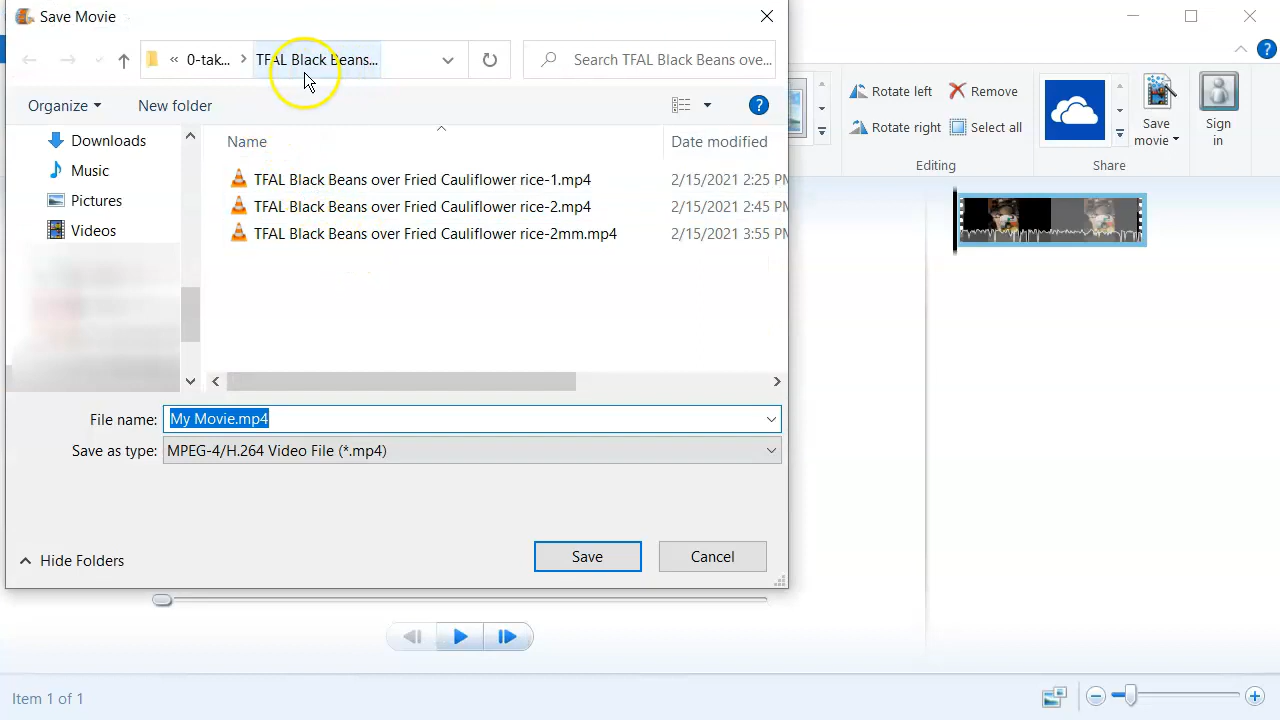 Save Movie
« 0-tak... > TFAL Black Beans...
Search TFAL Black Beans ove...
Organize
New folder
?
?
Downloads
Music
Pictures
Videos
Name
Date modified
TFAL Black Beans over Fried Cauliflower rice-1.mp4 2/15/2021 2:25 PM
TFAL Black Beans over Fried Cauliflower rice-2.mp4 2/15/2021 2:45 PM
TFAL Black Beans over Fried Cauliflower rice-2mm.mp4 2/15/2021 3:55 PM
File name: My Movie.mp4
Save as type: MPEG-4/H.264 Video File (*.mp4)
Hide Folders
Save
Cancel
Rotate left
Remove
Rotate right
Select all
Editing
Save movie
Share
Sign in
Item 1 of 1